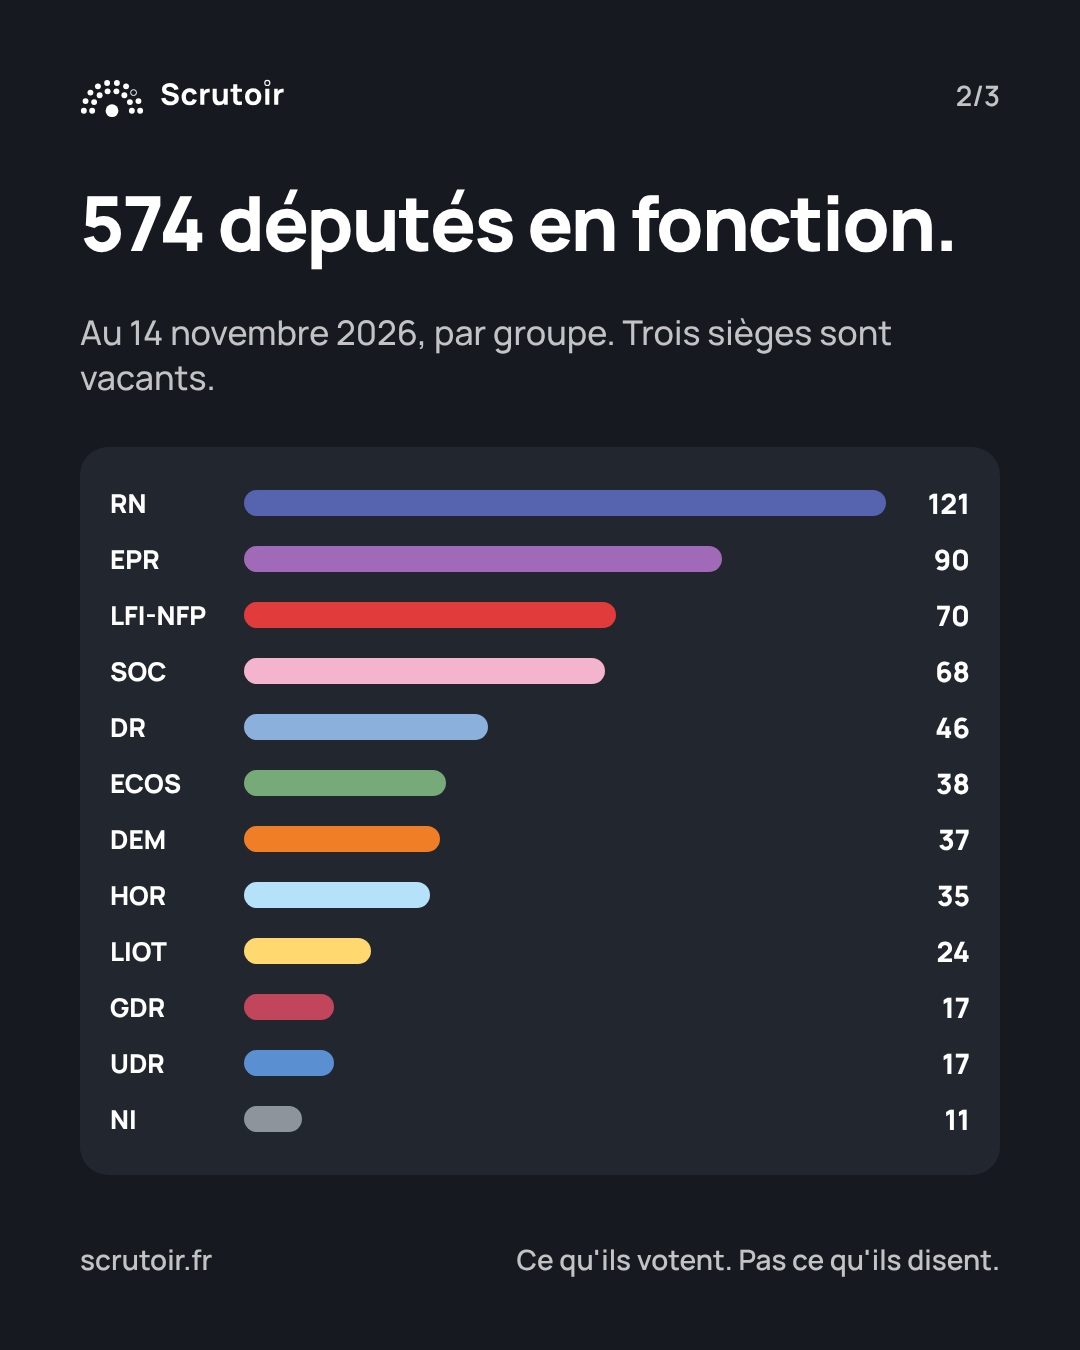 Scrutoir
2/3
574 députés en fonction.
Au 14 novembre 2026, par groupe. Trois sièges sont
vacants.
RN 121
EPR 90
LFI-NFP 70
SOC 68
DR 46
ECOS 38
DEM 37
HOR 35
LIOT 24
GDR 17
UDR 17
NI 11
scrutoir.fr
Ce qu'ils votent. Pas ce qu'ils disent.